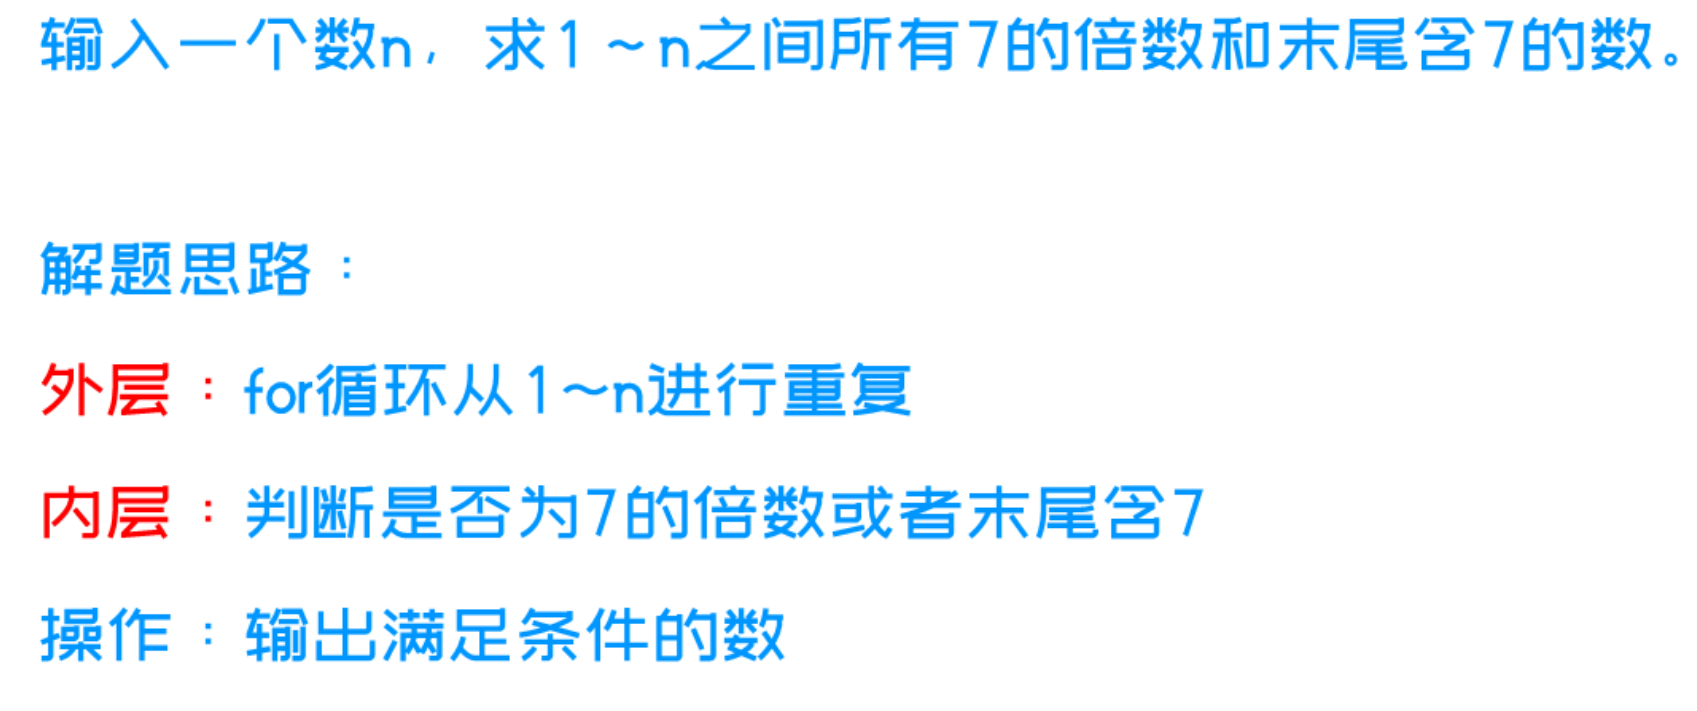 输入一个数n，求1～n之间所有7的倍数和末尾含7的数。
解题思路：
外层：for循环从1～n进行重复
内层：判断是否为7的倍数或者末尾含7
操作：输出满足条件的数